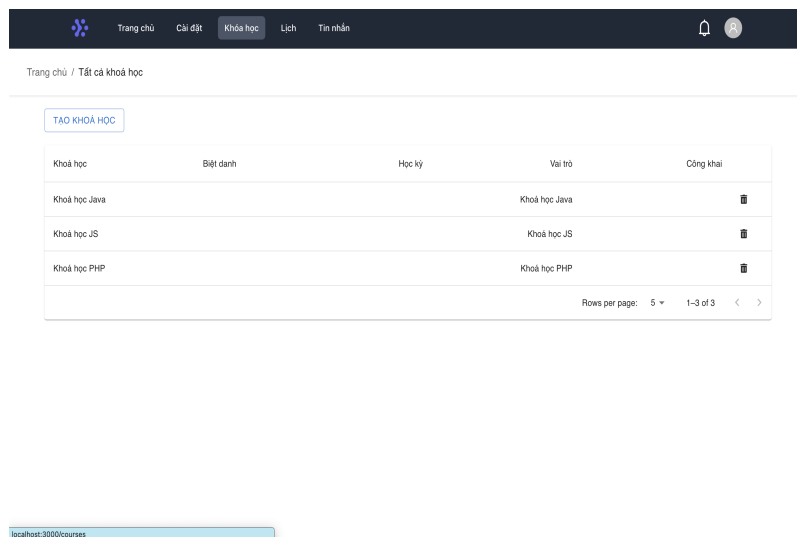 Trang chủ Cài đặt Khóa học Lịch Tin nhắn
Trang chủ / Tất cả khoá học
TẠO KHOÁ HỌC
Khoá học Biệt danh Học kỳ Vai trò Công khai
Khoá học Java Khoá học Java
Khoá học JS Khoá học JS
Khoá học PHP Khoá học PHP
Rows per page: 5 1–3 of 3
localhost:3000/courses